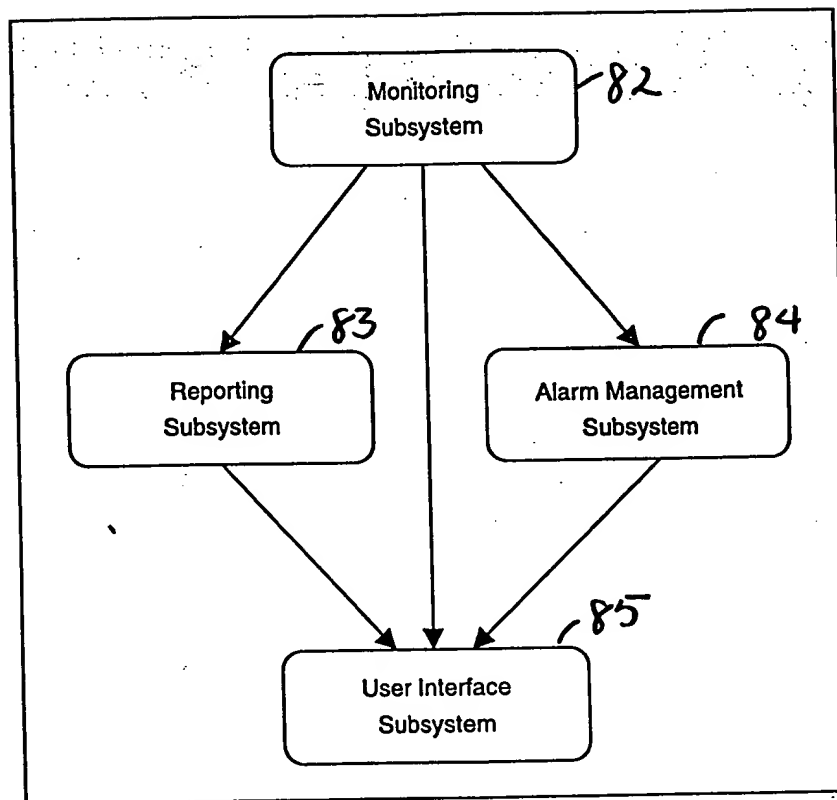 Monitoring
Subsystem
82
83
84
Reporting
Subsystem
Alarm Management
Subsystem
85
User Interface
Subsystem